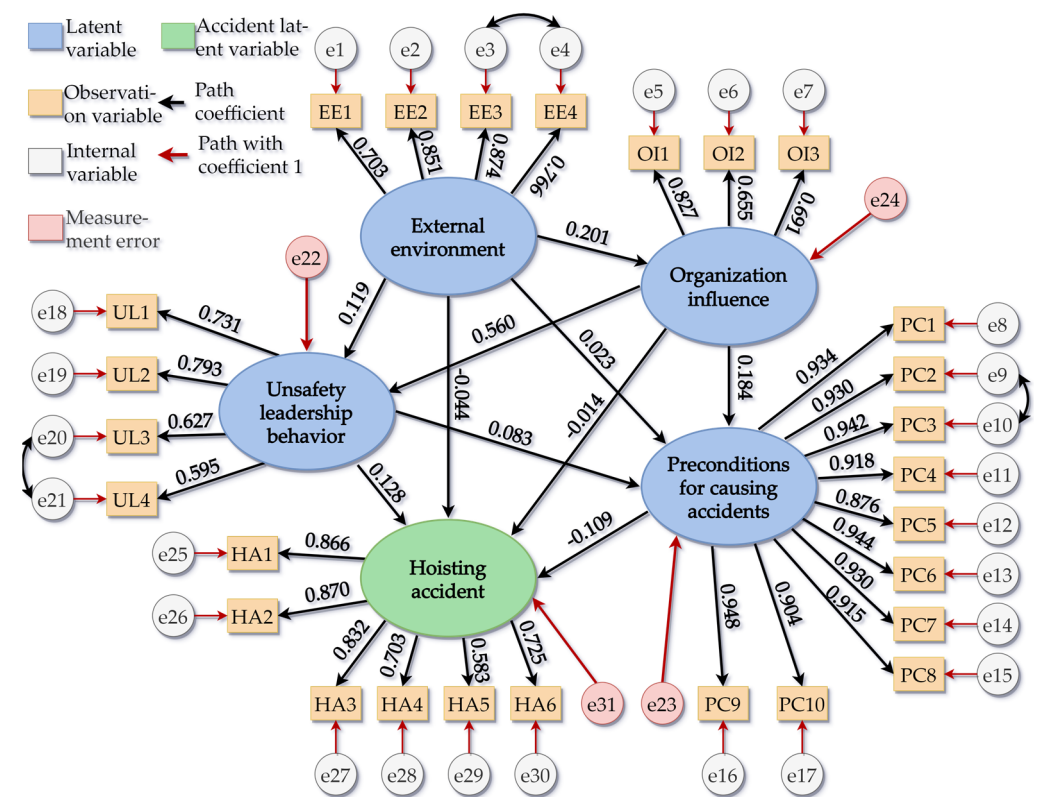 Latent
variable
Accident lat-
ent variable
Observati-
on variable
Path
coefficient
Internal
variable
Path with
coefficient 1
Measure-
ment error
e1
e2
e3
e4
EE1
EE2
EE3
EE4
0.703
0.851
0.874
0.766
e5
e6
e7
OI1
OI2
OI3
0.827
0.655
0.691
e24
External
environment
0.201
Organization
influence
e22
0.119
0.560
0.023
-0.044
-0.014
0.184
e18
UL1
0.731
e19
UL2
0.793
e20
UL3
0.627
e21
UL4
0.595
Unsafety
leadership
behavior
0.083
0.128
Preconditions
for causing
accidents
-0.109
0.934
PC1
e8
0.930
PC2
e9
0.942
PC3
e10
0.918
PC4
e11
0.876
PC5
e12
0.944
PC6
e13
0.930
PC7
e14
0.915
PC8
e15
e25
HA1
0.866
e26
HA2
0.870
Hoisting
accident
0.832
0.703
0.583
0.725
0.948
0.904
HA3
HA4
HA5
HA6
e31
e23
PC9
PC10
e27
e28
e29
e30
e16
e17